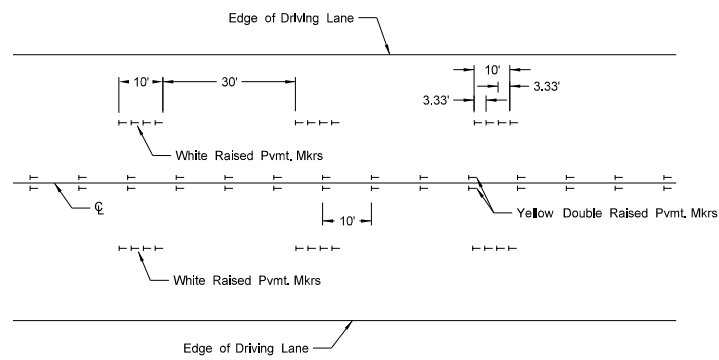 Edge of Driving Lane
10'
30'
10'
3.33'
3.33'
White Raised Pvmt. Mkrs
℄
10'
Yellow Double Raised Pvmt. Mkrs
White Raised Pvmt. Mkrs
Edge of Driving Lane